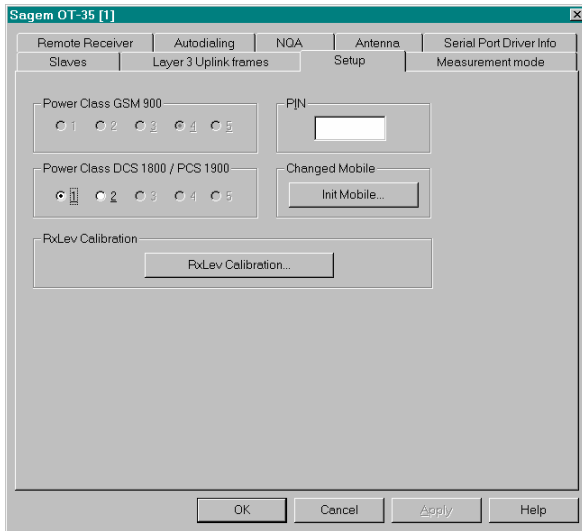 Sagem OT-35 [1]
Remote Receiver Autodialing NQA Antenna Serial Port Driver Info
Slaves Layer 3 Uplink frames Setup Measurement mode
Power Class GSM 900
1 2 3 4 5
PIN
Power Class DCS 1800 / PCS 1900
1 2 3 4 5
Changed Mobile
Init Mobile...
RxLev Calibration
RxLev Calibration...
OK Cancel Apply Help